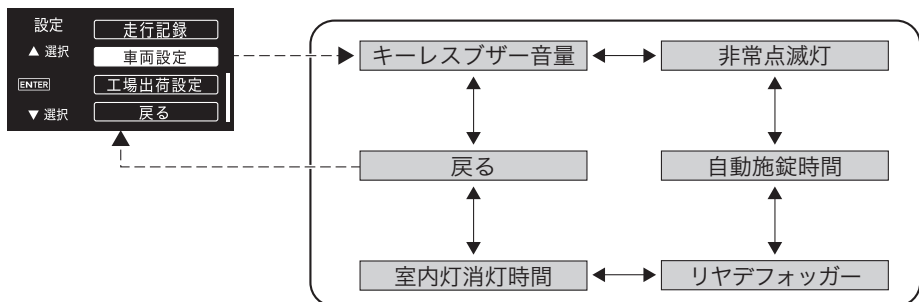 設定
走行記録
▲ 選択
車両設定
ENTER
工場出荷設定
▼ 選択
戻る
キーレスブザー音量
非常点滅灯
戻る
自動施錠時間
室内灯消灯時間
リヤデフォッガー